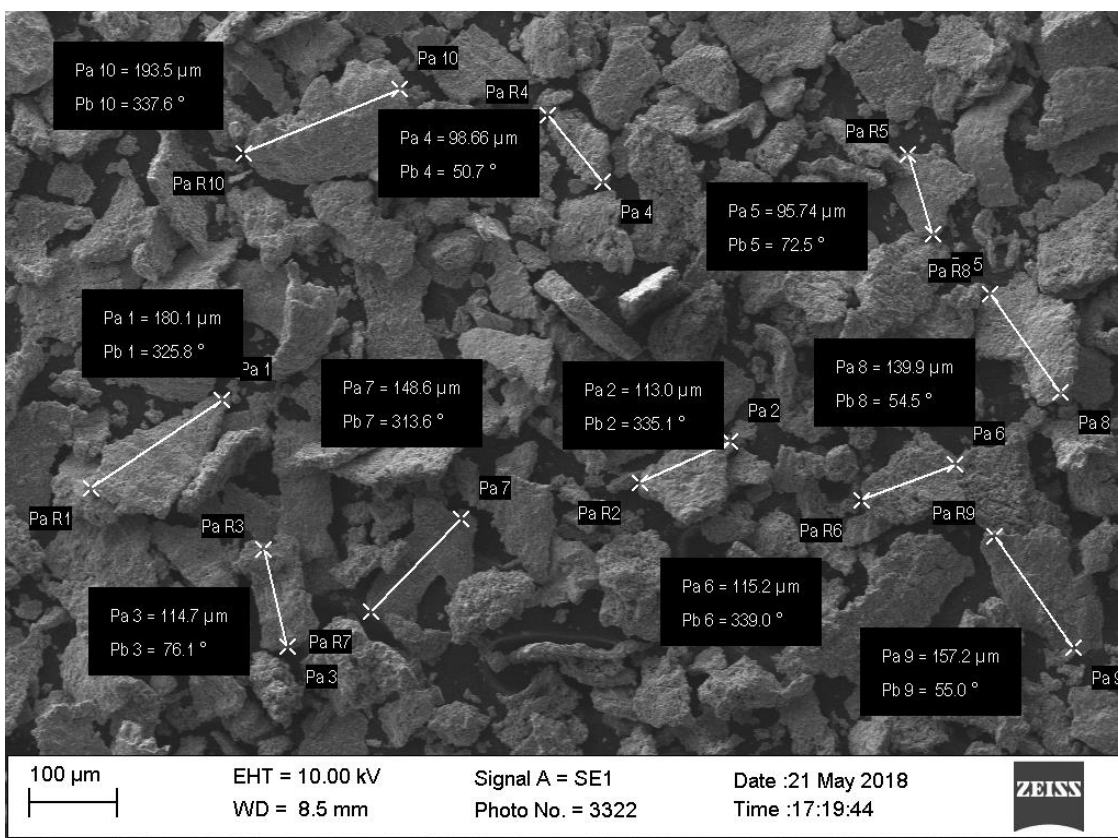 Pa 10 = 193.5 µm
Pb 10 = 337.6 °
Pa 10
Pa R10
Pa R4
Pa 4 = 98.66 µm
Pb 4 = 50.7 °
Pa 4
Pa R5
Pa 5 = 95.74 µm
Pb 5 = 72.5 °
Pa R8 5
Pa 1 = 180.1 µm
Pb 1 = 325.8 °
Pa 1
Pa R1
Pa 7 = 148.6 µm
Pb 7 = 313.6 °
Pa 7
Pa 2 = 113.0 µm
Pb 2 = 335.1 °
Pa 2
Pa R2
Pa 8 = 139.9 µm
Pb 8 = 54.5 °
Pa 8
Pa 6
Pa R6
Pa R9
Pa R3
Pa 3 = 114.7 µm
Pb 3 = 76.1 °
Pa R7
Pa 3
Pa 6 = 115.2 µm
Pb 6 = 339.0 °
Pa 9 = 157.2 µm
Pb 9 = 55.0 °
Pa 9
100 µm
EHT = 10.00 kV
Signal A = SE1
Date :21 May 2018
WD = 8.5 mm
Photo No. = 3322
Time :17:19:44
ZEISS